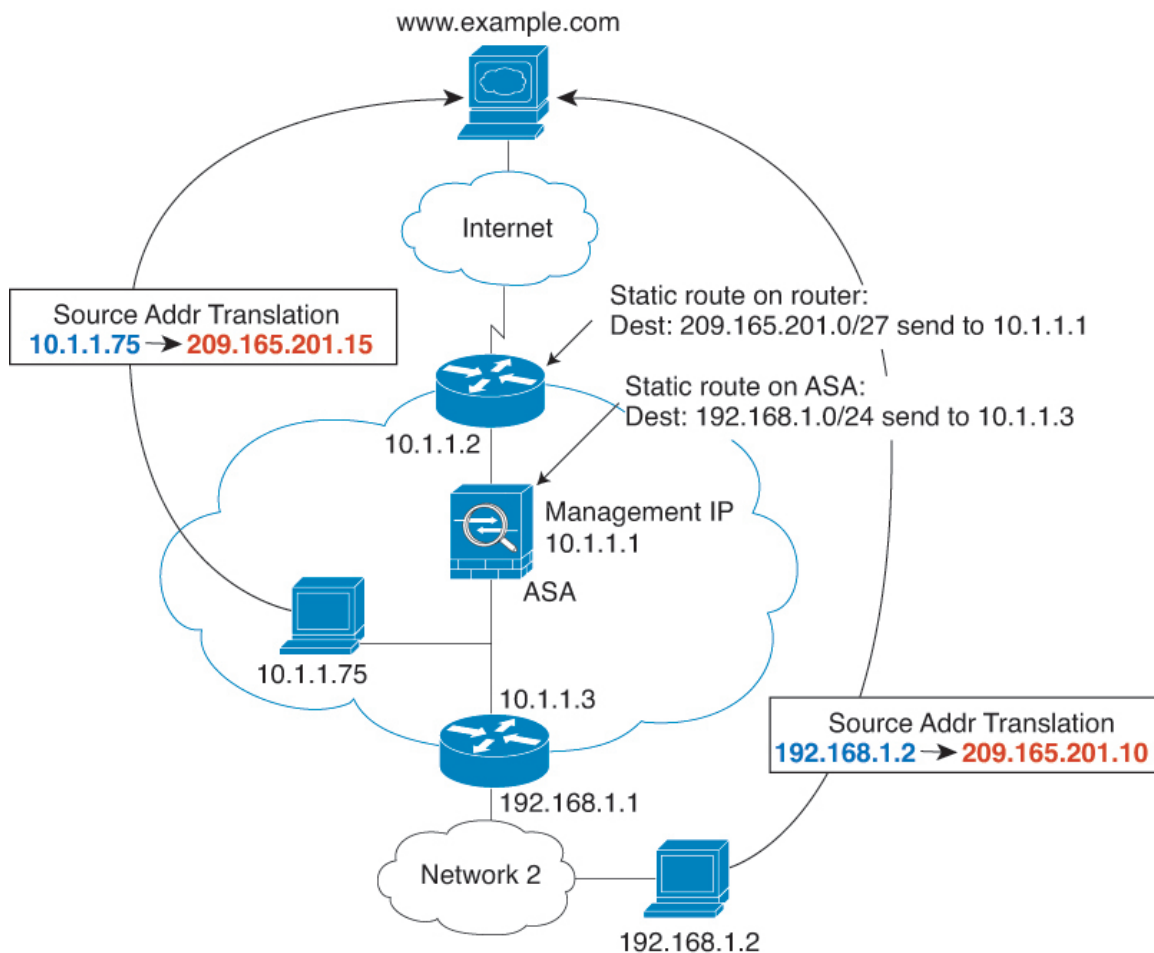 www.example.com
Internet
Source Addr Translation
10.1.1.75 209.165.201.15
Static route on router:
Dest: 209.165.201.0/27 send to 10.1.1.1
Static route on ASA:
Dest: 192.168.1.0/24 send to 10.1.1.3
10.1.1.2
Management IP
10.1.1.1
ASA
10.1.1.75
10.1.1.3
Source Addr Translation
192.168.1.2 209.165.201.10
192.168.1.1
Network 2
192.168.1.2